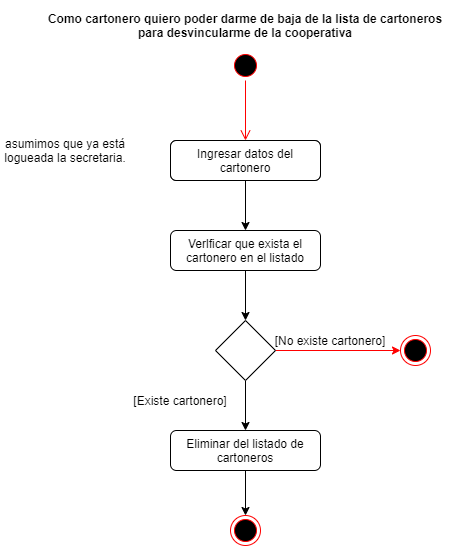 Como cartonero quiero poder darme de baja de la lista de cartoneros
para desvincularme de la cooperativa
asumimos que ya está
logueada la secretaria.
Ingresar datos del
cartonero
VerIficar que exista el
cartonero en el listado
[No existe cartonero]
[Existe cartonero]
Eliminar del listado de
cartoneros